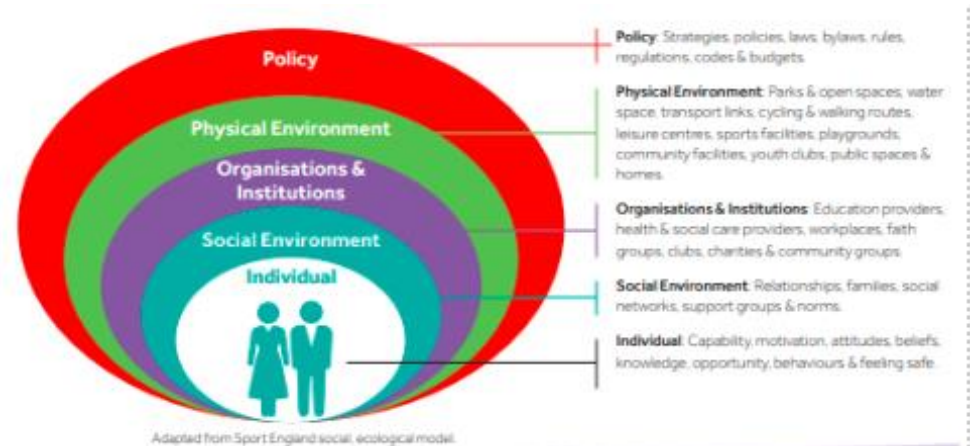 Policy
Physical Environment
Organisations &
Institutions
Social Environment
Individual
Policy: Strategies, policies, laws, bylaws, rules,
regulations, codes & budgets.
Physical Environment: Parks & open spaces, water
space, transport links, cycling & walking routes,
leisure centres, sports facilities, playgrounds,
community facilities, youth clubs, public spaces &
homes.
Organisations & Institutions: Education providers,
health & social care providers, workplaces, faith
groups, clubs, charities & community groups.
Social Environment: Relationships, families, social
networks, support groups & norms.
Individual: Capability, motivation, attitudes, beliefs,
knowledge, opportunity, behaviours & feeling safe.
Adapted from Sport England social, ecological model.